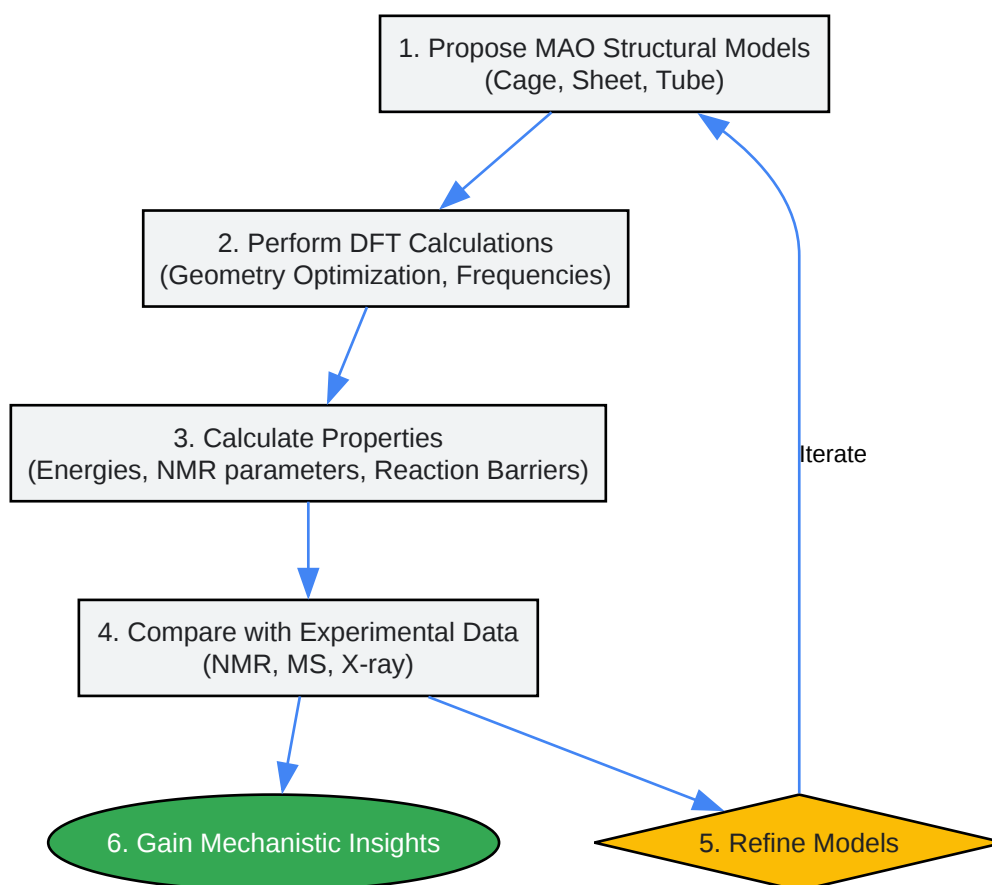 1. Propose MAO Structural Models
(Cage, Sheet, Tube)
2. Perform DFT Calculations
(Geometry Optimization, Frequencies)
3. Calculate Properties
(Energies, NMR parameters, Reaction Barriers)
Iterate
4. Compare with Experimental Data
(NMR, MS, X-ray)
6. Gain Mechanistic Insights
5. Refine Models